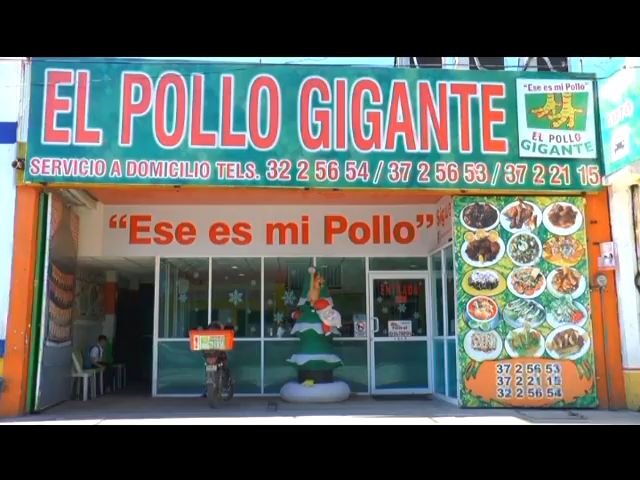 EL POLLO GIGANTE
SERVICIO A DOMICILIO TELS. 32 2 56 54 / 37 2 56 53 / 37 2 21 15
"Ese es mi Pollo"
EL POLLO
GIGANTE
"Ese es mi Pollo"
ENTRADA
37 2 56 53
37 2 21 15
32 2 56 54